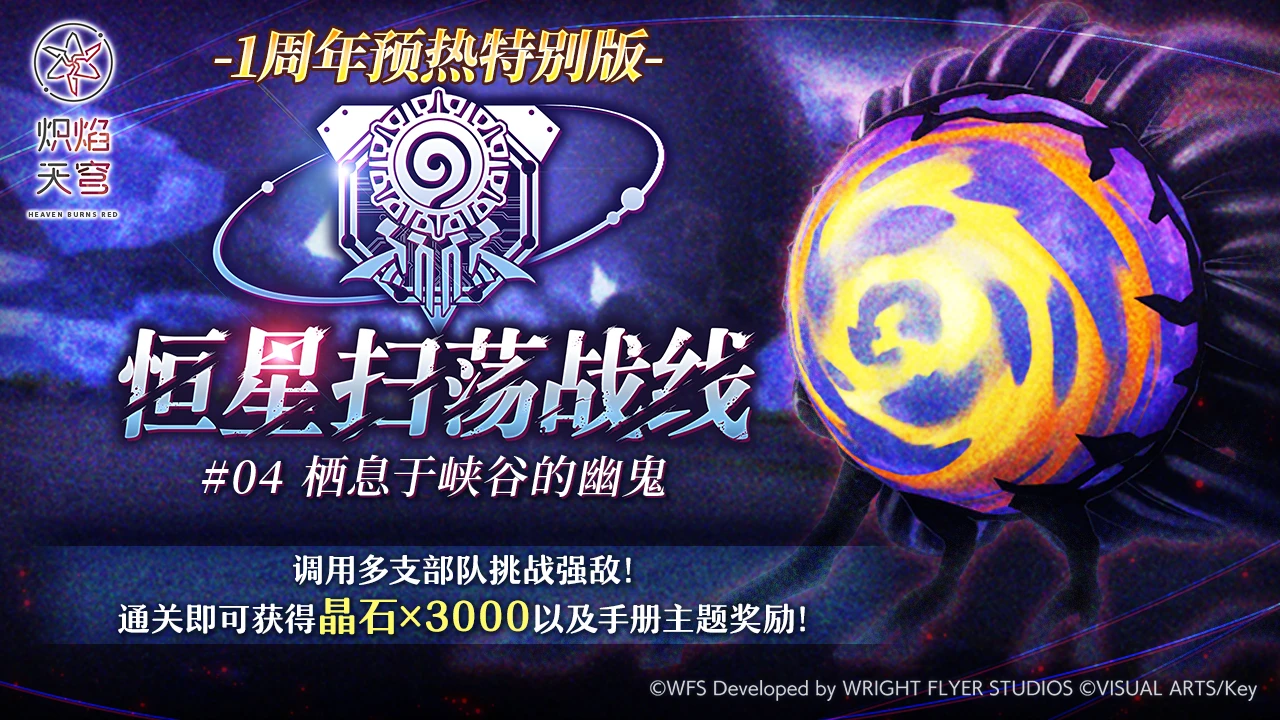 -1周年预热特别版-
炽焰
天穹
HEAVEN BURNS RED
恒星扫荡战线
#04 栖息于峡谷的幽鬼
调用多支部队挑战强敌!
通关即可获得晶石×3000以及手册主题奖励!
©WFS Developed by WRIGHT FLYER STUDIOS ©VISUAL ARTS/Key